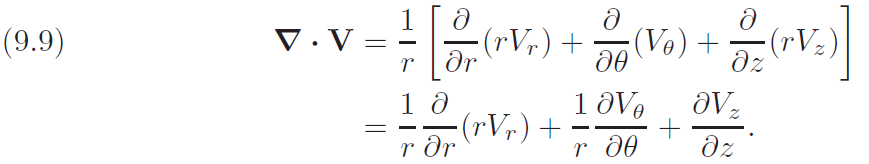 (9.9) ∇ · V = 1/r [ ∂/∂r (rV_r) + ∂/∂θ (V_θ) + ∂/∂z (rV_z) ]
= 1/r ∂/∂r (rV_r) + 1/r ∂V_θ/∂θ + ∂V_z/∂z .